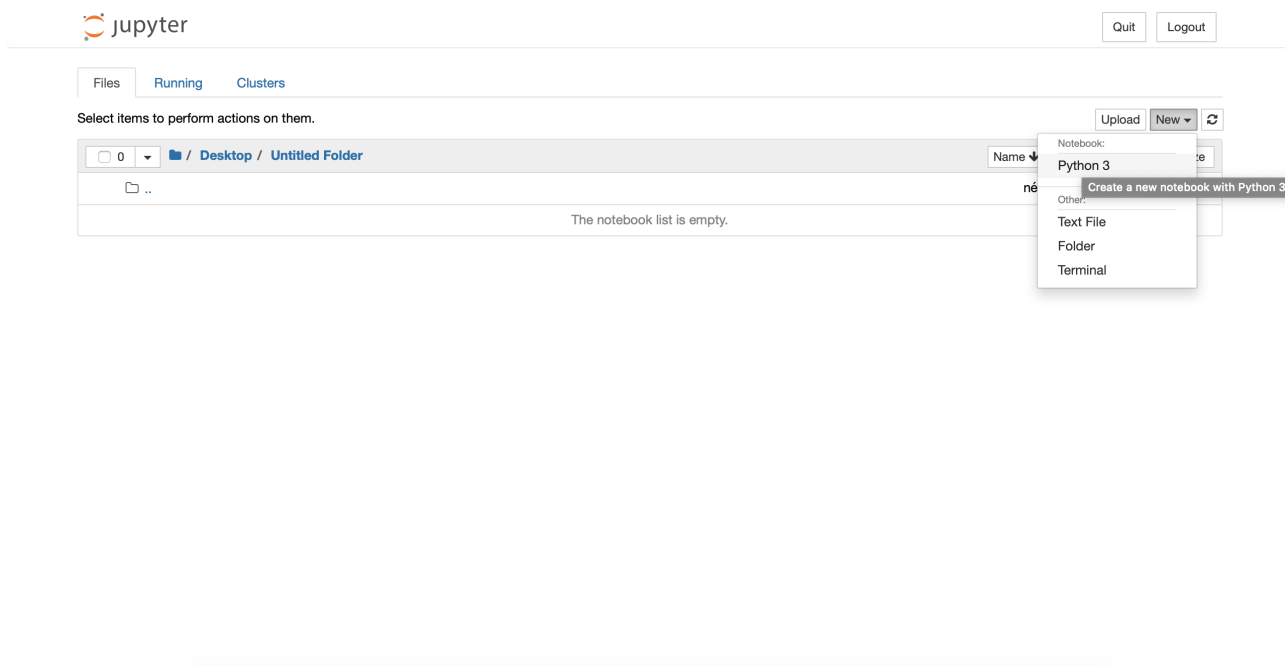 jupyter
Quit Logout
Files Running Clusters
Select items to perform actions on them.
Upload New
0 / Desktop / Untitled Folder
Name
..
The notebook list is empty.
Notebook:
Python 3
Create a new notebook with Python 3
Other:
Text File
Folder
Terminal